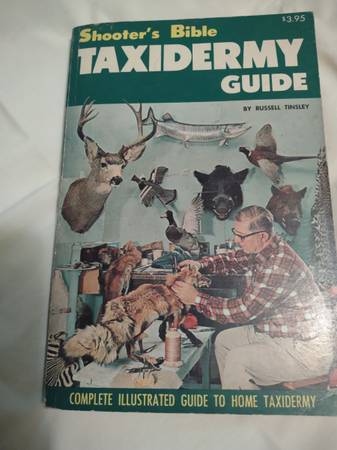 $3.95
Shooter's Bible
TAXIDERMY
GUIDE
BY RUSSELL TINSLEY
COMPLETE ILLUSTRATED GUIDE TO HOME TAXIDERMY